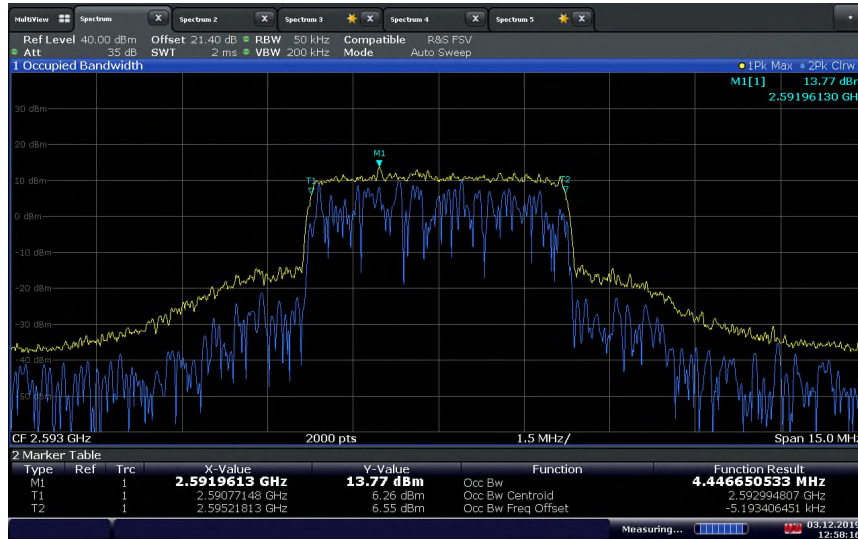 MultiView Spectrum X Spectrum 2 X Spectrum 3 X Spectrum 4 X Spectrum 5 X
Ref Level 40.00 dBm Offset 21.40 dB RBW 50 kHz Compatible R&S FSV
Att 35 dB SWT 2 ms VBW 200 kHz Mode Auto Sweep
1 Occupied Bandwidth 1Pk Max 2Pk Clrw
M1[1] 13.77 dBm
2.59196130 GH
30 dBm
20 dBm
M1
10 dBm T1 T2
0 dBm
-10 dBm
-20 dBm
-30 dBm
-40 dBm
-50 dBm
CF 2.593 GHz 2000 pts 1.5 MHz/ Span 15.0 MHz
2 Marker Table
Type Ref Trc X-Value Y-Value Function Function Result
M1 1 2.5919613 GHz 13.77 dBm Occ Bw 4.446650533 MHz
T1 1 2.59077148 GHz 6.26 dBm Occ Bw Centroid 2.592994807 GHz
T2 1 2.59521813 GHz 6.55 dBm Occ Bw Freq Offset -5.193406451 kHz
Measuring... 03.12.2019
12:58:16